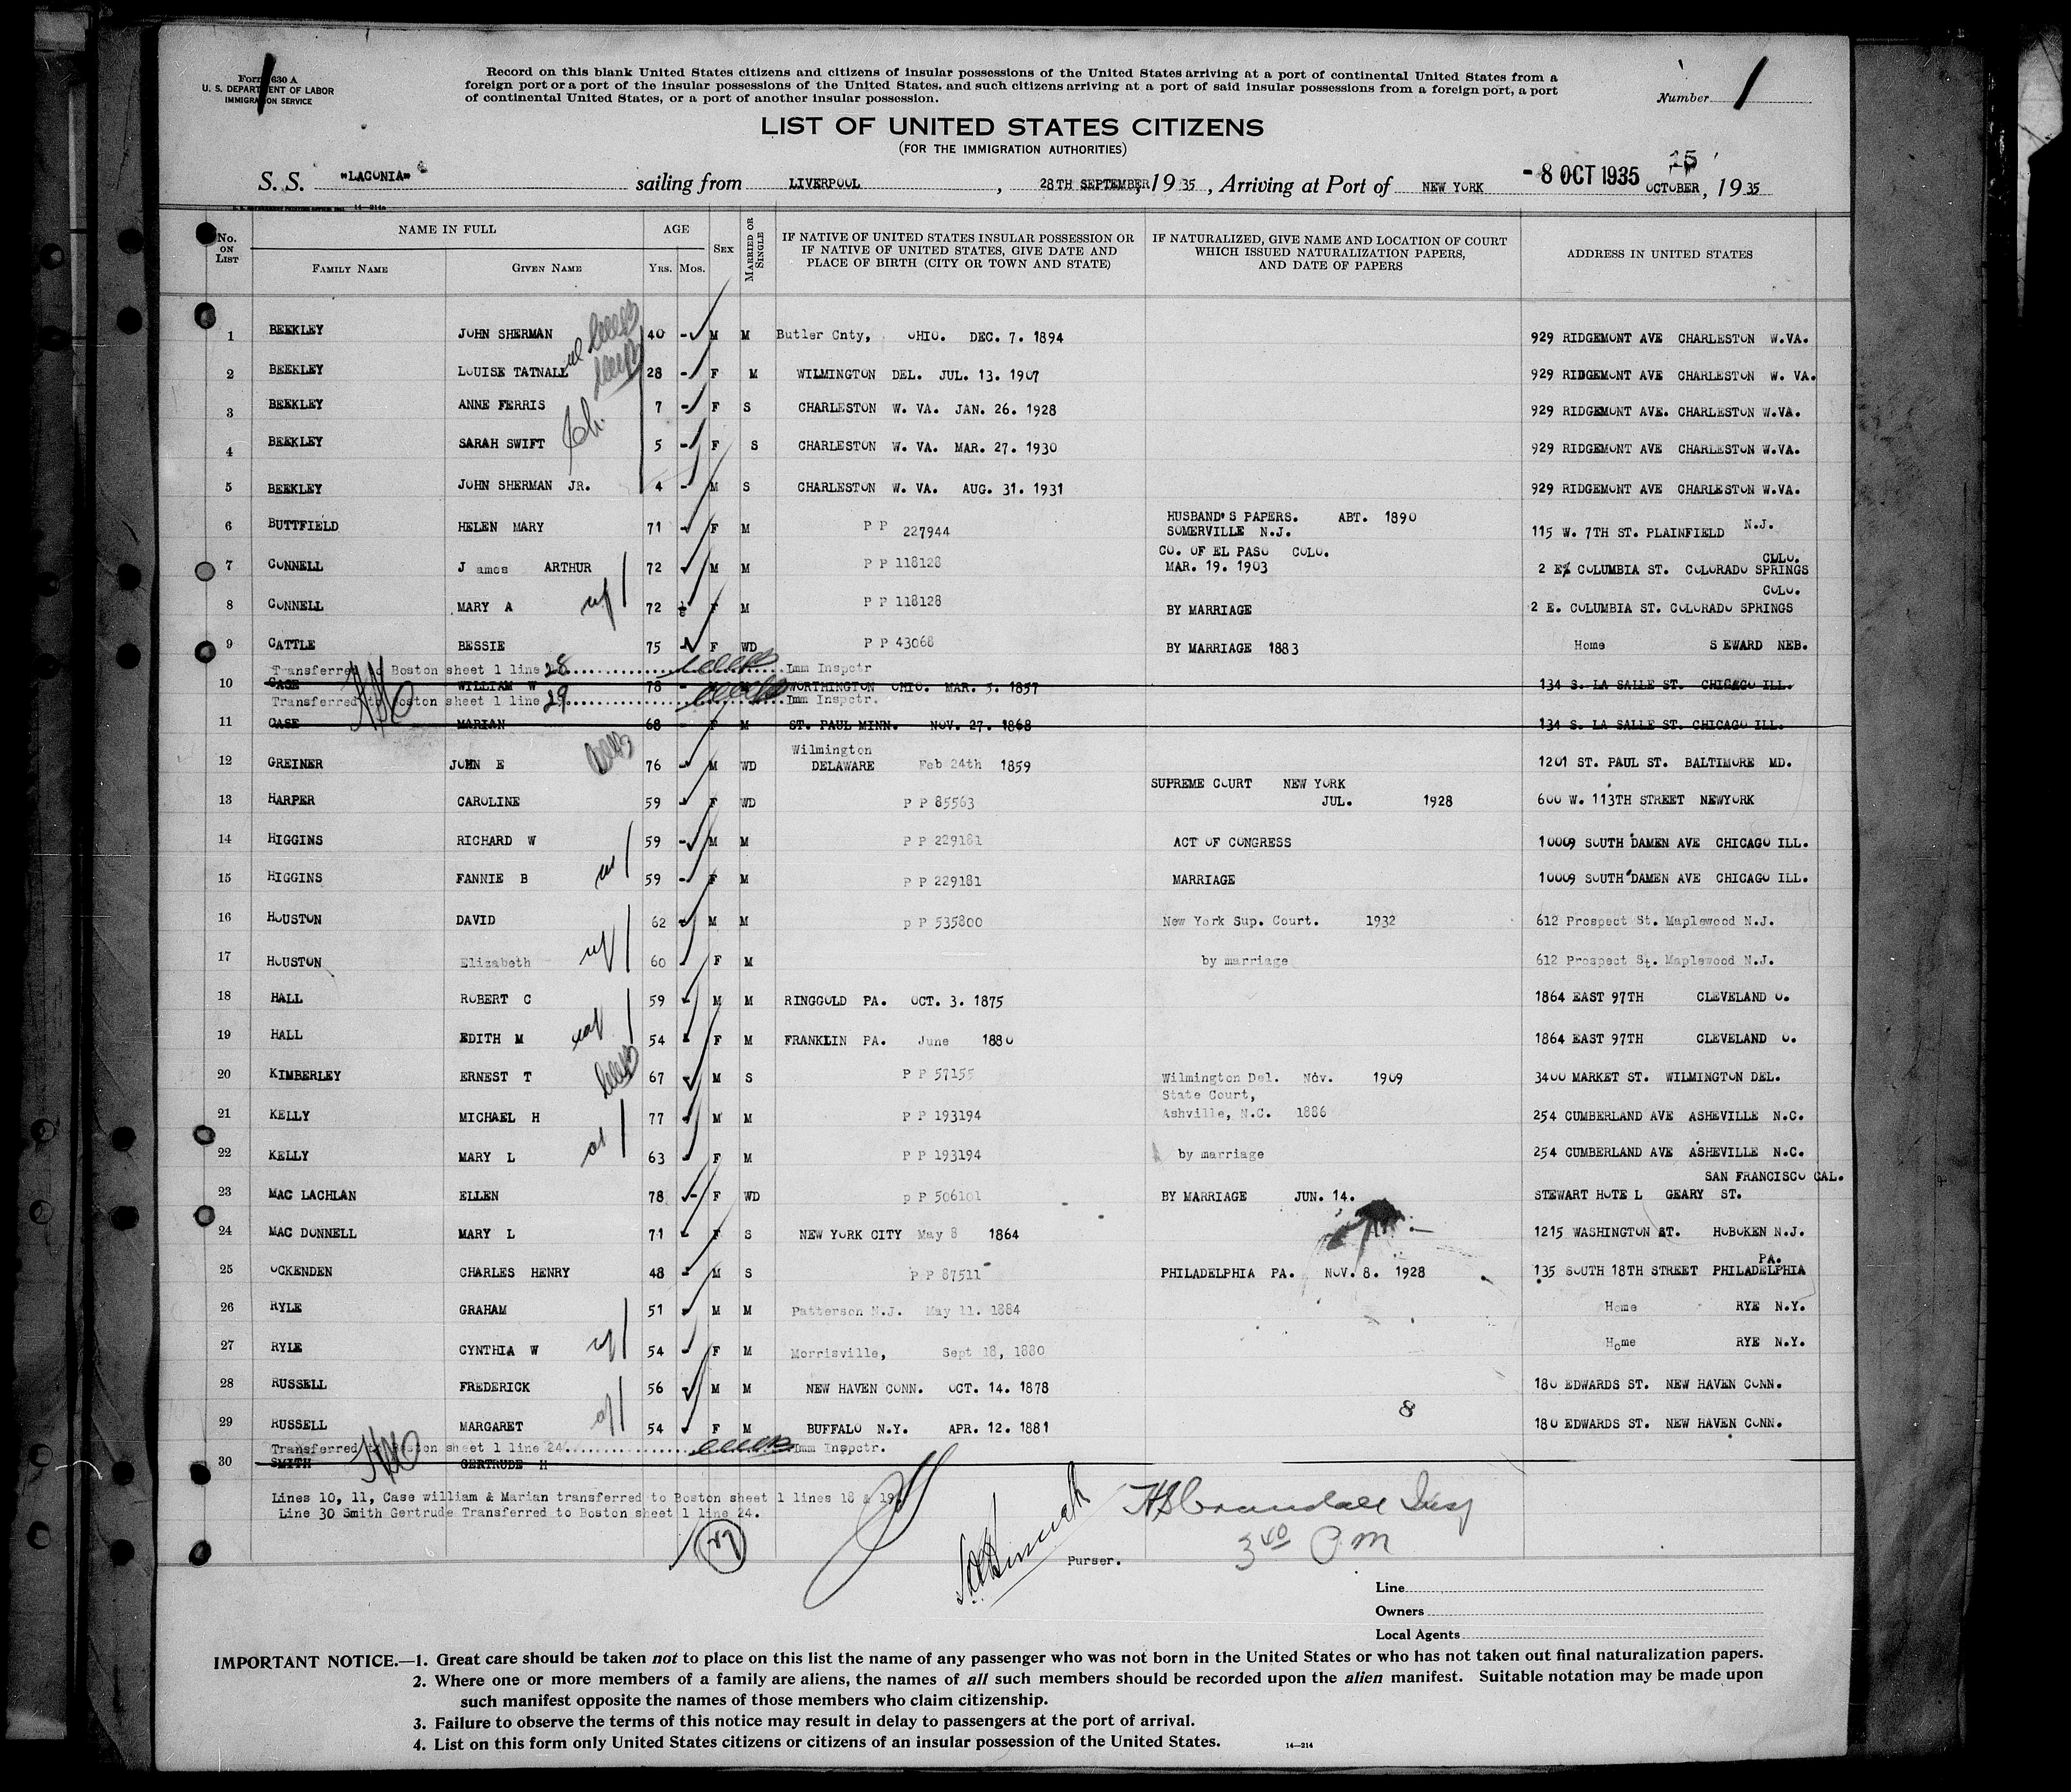 Form 630 A
U. S. DEPARTMENT OF LABOR
IMMIGRATION SERVICE
Record on this blank United States citizens and citizens of insular possessions of the United States arriving at a port of continental United States from a
foreign port or a port of the insular possessions of the United States, and such citizens arriving at a port of said insular possessions from a foreign port, a port
of continental United States, or a port of another insular possession.
Number 1
LIST OF UNITED STATES CITIZENS
(FOR THE IMMIGRATION AUTHORITIES)
S. S. "LACONIA" sailing from LIVERPOOL, 28TH SEPTEMBER, 1935, Arriving at Port of NEW YORK - 8 OCT 1935 OCTOBER, 1935
No. on List NAME IN FULL FAMILY NAME GIVEN NAME AGE YRS. MOS. SEX MARRIED OR SINGLE IF NATIVE OF UNITED STATES INSULAR POSSESSION OR IF NATIVE OF UNITED STATES, GIVE DATE AND PLACE OF BIRTH (CITY OR TOWN AND STATE) IF NATURALIZED, GIVE NAME AND LOCATION OF COURT WHICH ISSUED NATURALIZATION PAPERS, AND DATE OF PAPERS ADDRESS IN UNITED STATES
1 BEEKLEY JOHN SHERMAN 40 - M M Butler Cnty, OHIO. DEC. 7. 1894 929 RIDGEMONT AVE CHARLESTON W.VA.
2 BEEKLEY LOUISE TATNALL 28 - F M WILMINGTON DEL. JUL. 13. 1907 929 RIDGEMONT AVE CHARLESTON W. VA.
3 BEEKLEY ANNE FERRIS 7 - F S CHARLESTON W. VA. JAN. 26. 1928 929 RIDGEMONT AVE. CHARLESTON W.VA.
4 BEEKLEY SARAH SWIFT 5 - F S CHARLESTON W. VA. MAR. 27. 1930 929 RIDGEMONT AVE CHARLESTON W.VA.
5 BEEKLEY JOHN SHERMAN JR. 4 - M S CHARLESTON W. VA. AUG. 31. 1931 929 RIDGEMONT AVE CHARLESTON W.VA.
6 BUTTFIELD HELEN MARY 71 F M P P 227944 HUSBAND'S PAPERS. ABT. 1890 SOMERVILLE N.J. 115 W. 7TH ST. PLAINFIELD N.J.
7 CONNELL James ARTHUR 72 M M P P 118128 CO. OF EL PASO COLO. MAR. 19. 1903 2 E. COLUMBIA ST. COLORADO SPRINGS COLO.
8 CONNELL MARY A 72 F M P P 118128 BY MARRIAGE 2 E. COLUMBIA ST. COLORADO SPRINGS COLO.
9 CATTLE BESSIE 75 F WD P P 43068 BY MARRIAGE 1883 Home SEWARD NEB.
Transferred to Boston sheet 1 line 28 Imm Inspctr
10 CASE WILLIAM W 78 - M M WORTHINGTON OHIO. MAR. 5. 1857 134 S. LA SALLE ST. CHICAGO ILL.
Transferred to Boston sheet 1 line 29 Imm Inspctr.
11 CASE MARIAN 68 - F M ST. PAUL MINN. NOV. 27. 1868 134 S. LA SALLE ST. CHICAGO ILL.
12 GREINER JOHN E 76 M WD Wilmington DELAWARE Feb 24th 1859 1201 ST. PAUL ST. BALTIMORE MD.
13 HARPER CAROLINE 59 F WD P P 85563 SUPREME COURT NEW YORK JUL. 1928 600 W. 113TH STREET NEWYORK
14 HIGGINS RICHARD W 59 - M M P P 229181 ACT OF CONGRESS 10009 SOUTH DAMEN AVE CHICAGO ILL.
15 HIGGINS FANNIE B 59 - F M P P 229181 MARRIAGE 10009 SOUTH DAMEN AVE CHICAGO ILL.
16 HOUSTON DAVID 62 M M p P 535800 New York Sup. Court. 1932 612 Prospect St. Maplewood N.J.
17 HOUSTON Elizabeth 60 F M by marriage 612 Prospect St. Maplewood N.J.
18 HALL ROBERT C 59 M M RINGGOLD PA. OCT. 3. 1875 1864 EAST 97TH CLEVELAND O.
19 HALL EDITH M 54 F M FRANKLIN PA. June 1880 1864 EAST 97TH CLEVELAND O.
20 KIMBERLEY ERNEST T 67 M S P P 57155 Wilmington Del. Nov. 1909 3400 MARKET ST. WILMINGTON DEL.
21 KELLY MICHAEL H 77 M M P P 193194 State Court, Ashville, N.C. 1886 254 CUMBERLAND AVE ASHEVILLE N.C.
22 KELLY MARY L 63 F M P P 193194 by marriage 254 CUMBERLAND AVE ASHEVILLE N.C.
23 MAC LACHLAN ELLEN 78 - F WD p P 506101 BY MARRIAGE JUN. 14. STEWART HOTEL GEARY ST. SAN FRANCISCO CAL.
24 MAC DONNELL MARY L 71 F S NEW YORK CITY May 8 1864 1215 WASHINGTON ST. HOBOKEN N.J.
25 OCKENDEN CHARLES HENRY 48 M S P P 87511 PHILADELPHIA PA. NOV. 8. 1928 135 SOUTH 18TH STREET PHILADELPHIA PA.
26 RYLE GRAHAM 51 M M Patterson N.J. May 11. 1884 Home RYE N.Y.
27 RYLE CYNTHIA W 54 F M Morrisville, Sept 18, 1880 Home RYE N.Y.
28 RUSSELL FREDERICK 56 M M NEW HAVEN CONN. OCT. 14. 1878 180 EDWARDS ST. NEW HAVEN CONN.
29 RUSSELL MARGARET 54 F M BUFFALO N.Y. APR. 12. 1881 180 EDWARDS ST. NEW HAVEN CONN.
8
Transferred to Boston sheet 1 line 24 Imm Inspctr.
30 SMITH GERTRUDE H
Lines 10, 11, Case william & Marian transferred to Boston sheet 1 lines 18 & 19.
Line 30 Smith Gertrude Transferred to Boston sheet 1 line 24.
27
Purser.
3 40 P M
Line
Owners
Local Agents
IMPORTANT NOTICE.—1. Great care should be taken not to place on this list the name of any passenger who was not born in the United States or who has not taken out final naturalization papers.
2. Where one or more members of a family are aliens, the names of all such members should be recorded upon the alien manifest. Suitable notation may be made upon
such manifest opposite the names of those members who claim citizenship.
3. Failure to observe the terms of this notice may result in delay to passengers at the port of arrival.
4. List on this form only United States citizens or citizens of an insular possession of the United States.
14—214